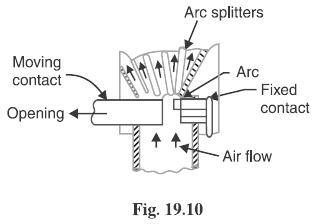 Arc splitters
Moving
contact
Arc
Fixed
contact
Opening
Air flow
Fig. 19.10